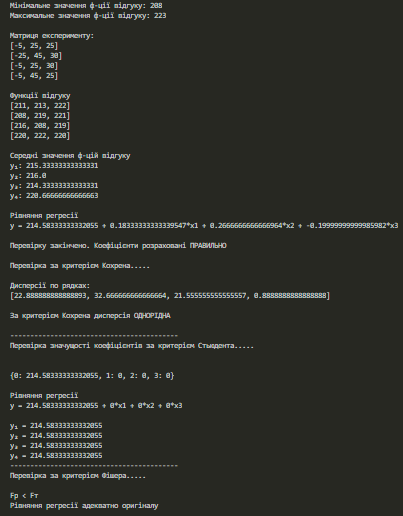 Мінімальне значення ф-ції відгуку: 208
Максимальне значення ф-ції відгуку: 223
Матриця експерименту:
[-5, 25, 25]
[-25, 45, 30]
[-5, 25, 30]
[-5, 45, 25]
Функції відгуку
[211, 213, 222]
[208, 219, 221]
[216, 208, 219]
[220, 222, 220]
Середні значення ф-цій відгуку
y₁: 215.33333333333331
y₂: 216.0
y₃: 214.33333333333331
y₄: 220.66666666666663
Рівняння регресії
y = 214.58333333332055 + 0.18333333333339547*x1 + 0.2666666666666964*x2 + -0.19999999999985982*x3
Перевірку закінчено. Коефіцієнти розраховані ПРАВИЛЬНО
Перевірка за критерієм Кохрена.....
Дисперсії по рядках:
[22.888888888888893, 32.666666666666664, 21.555555555555557, 0.8888888888888888]
За критерієм Кохрена дисперсія ОДНОРІДНА
------------------------------------------
Перевірка значущості коефіцієнтів за критерієм Стьюдента.....
{0: 214.58333333332055, 1: 0, 2: 0, 3: 0}
Рівняння регресії
y = 214.58333333332055 + 0*x1 + 0*x2 + 0*x3
y₁ = 214.58333333332055
y₂ = 214.58333333332055
y₃ = 214.58333333332055
y₄ = 214.58333333332055
------------------------------------------
Перевірка за критерієм Фішера.....
Fp < Fт
Рівняння регресії адекватно оригіналу